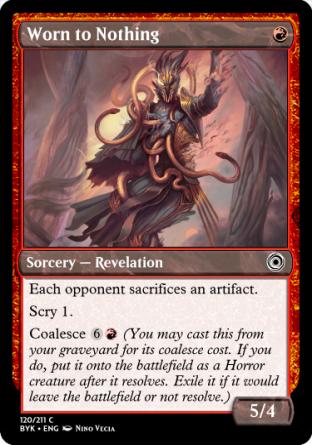 Worn to Nothing
Sorcery — Revelation
Each opponent sacrifices an artifact.
Scry 1.
Coalesce 6 (You may cast this from
your graveyard for its coalesce cost. If you
do, put it onto the battlefield as a Horror
creature after it resolves. Exile it if it would
leave the battlefield or not resolve.)
5/4
120/211 C
BYK • ENG Nino Vecia